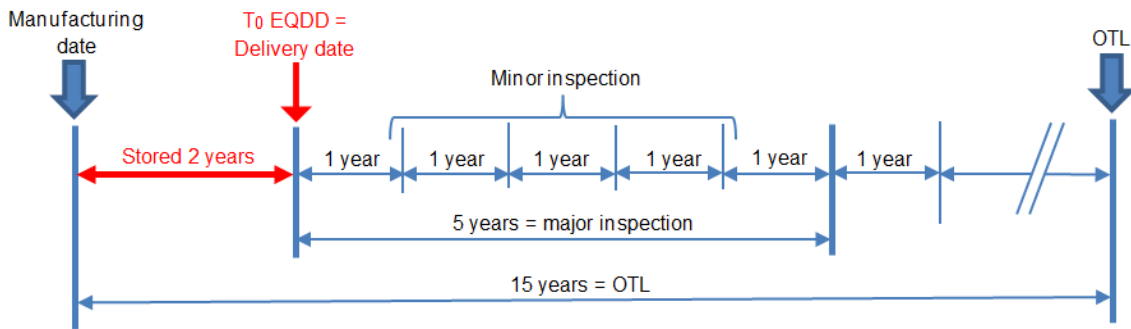 Manufacturing
date
T0 EQDD =
Delivery date
OTL
Minor inspection
Stored 2 years
1 year
1 year
1 year
1 year
1 year
1 year
5 years = major inspection
15 years = OTL